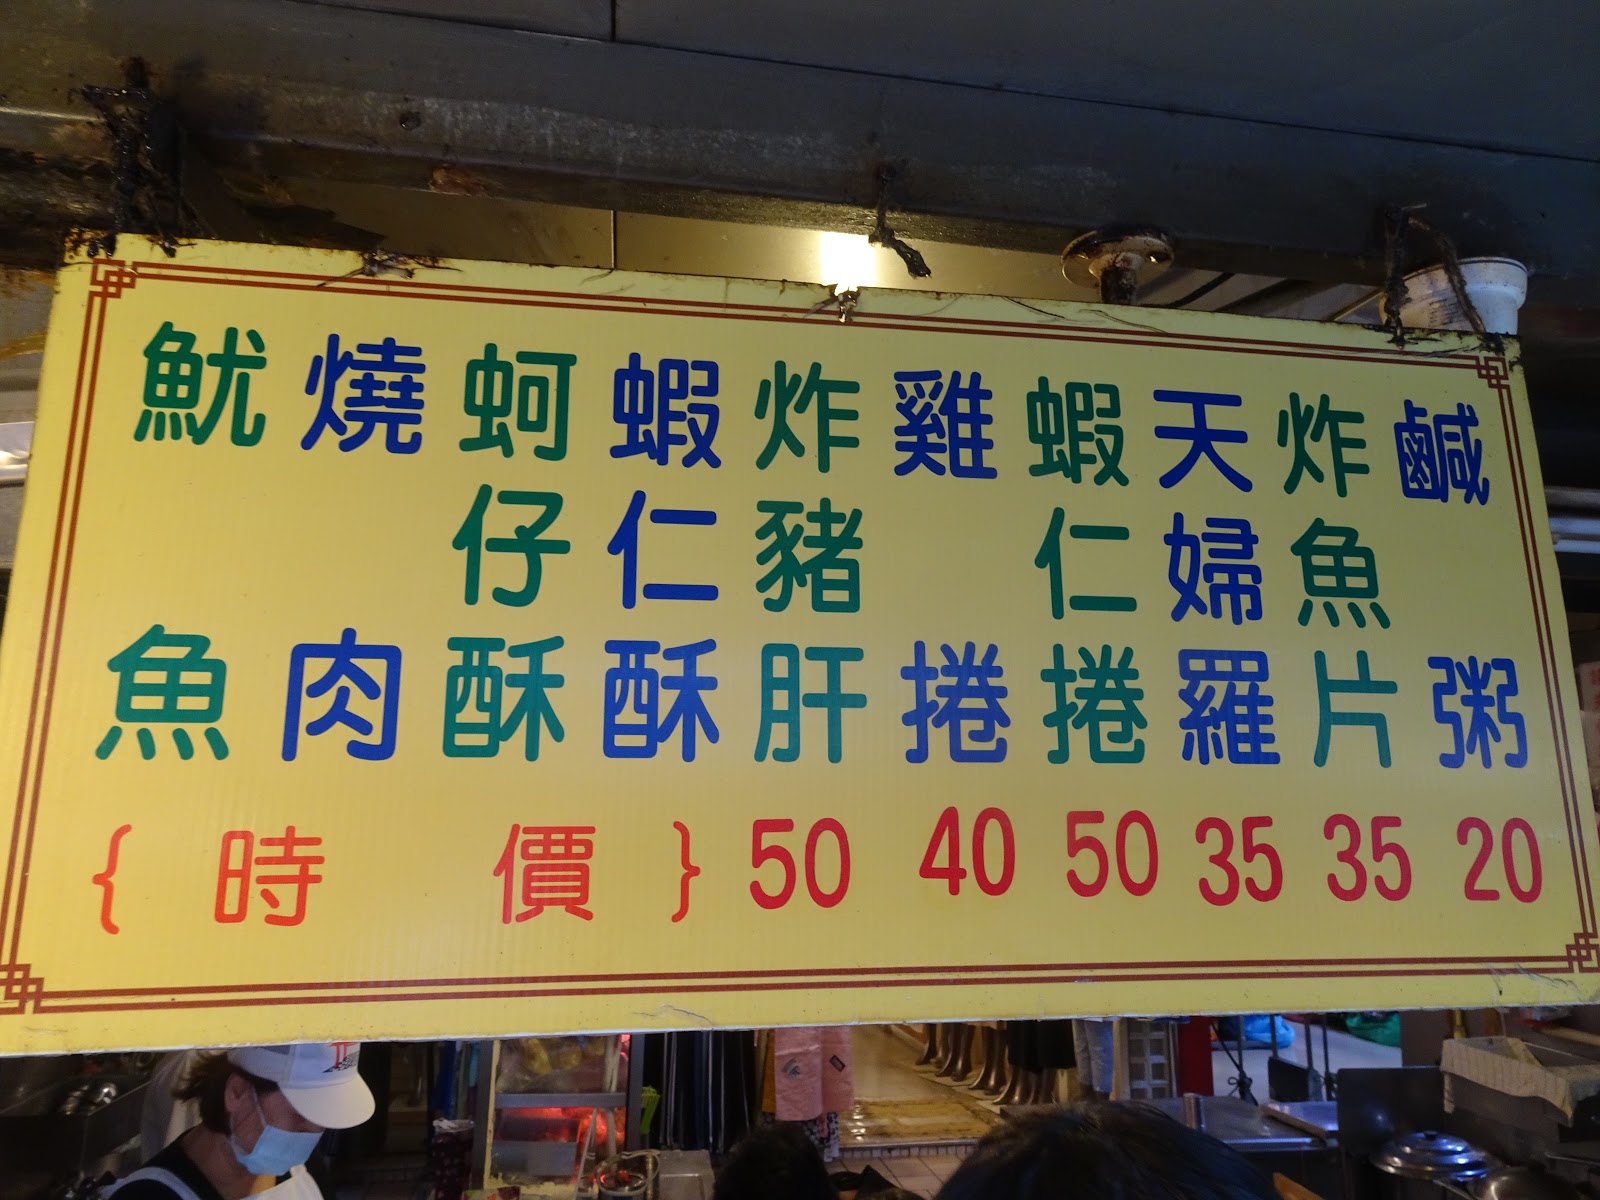 鹹粥 20
炸魚片 35
天婦羅 35
蝦仁捲 50
雞捲 40
炸豬肝 50
蝦仁酥
蚵仔酥
燒肉
魷魚
{時價}